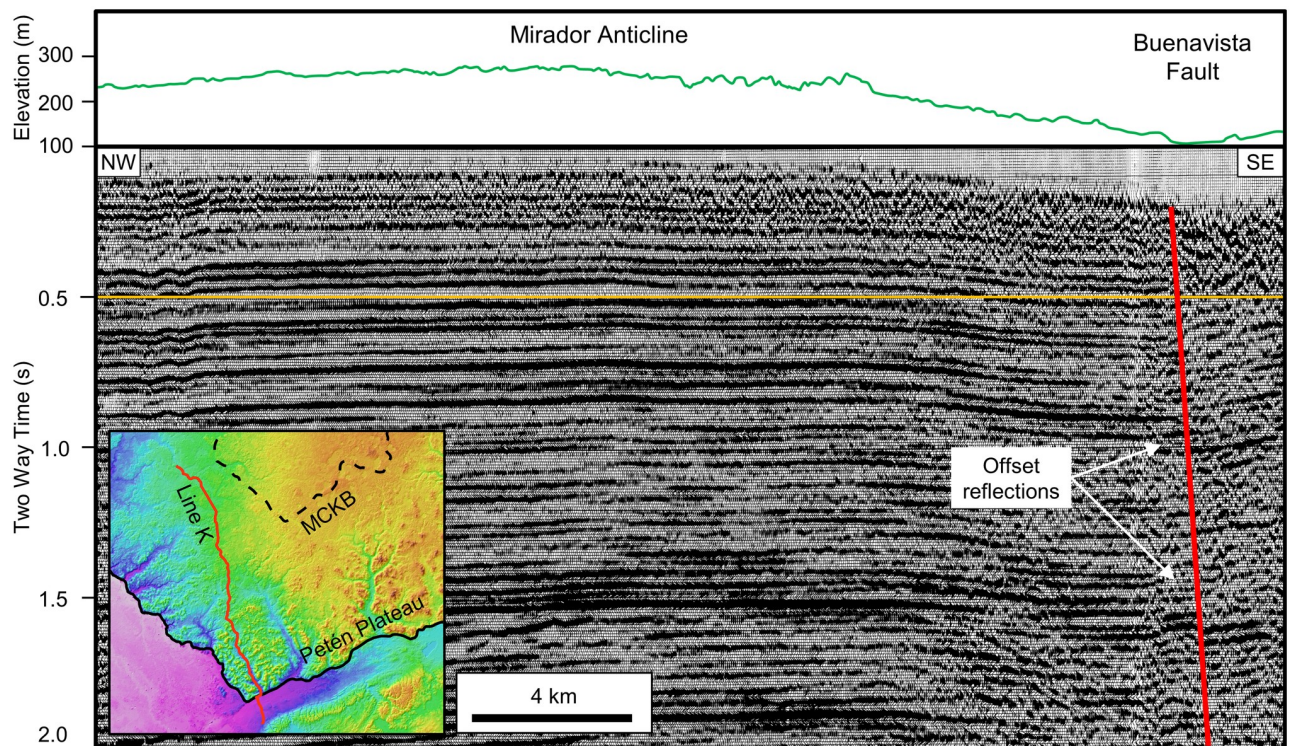 Elevation (m)
300
200
100
Mirador Anticline
Buenavista
Fault
NW
SE
Two Way Time (s)
0.5
1.0
1.5
2.0
Offset
reflections
Line K
MCKB
Petén Plateau
4 km